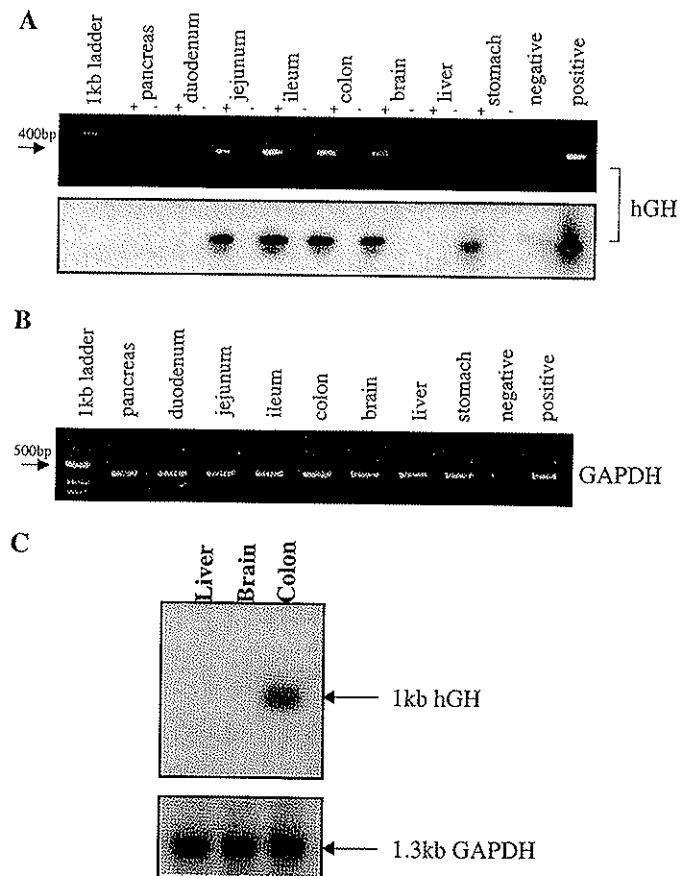 A
1kb ladder
+ pancreas -
+ duodenum -
+ jejunum -
+ ileum -
+ colon -
+ brain -
+ liver -
+ stomach -
negative
positive
400bp
hGH
B
1kb ladder
pancreas
duodenum
jejunum
ileum
colon
brain
liver
stomach
negative
positive
500bp
GAPDH
C
Liver
Brain
Colon
1kb hGH
1.3kb GAPDH